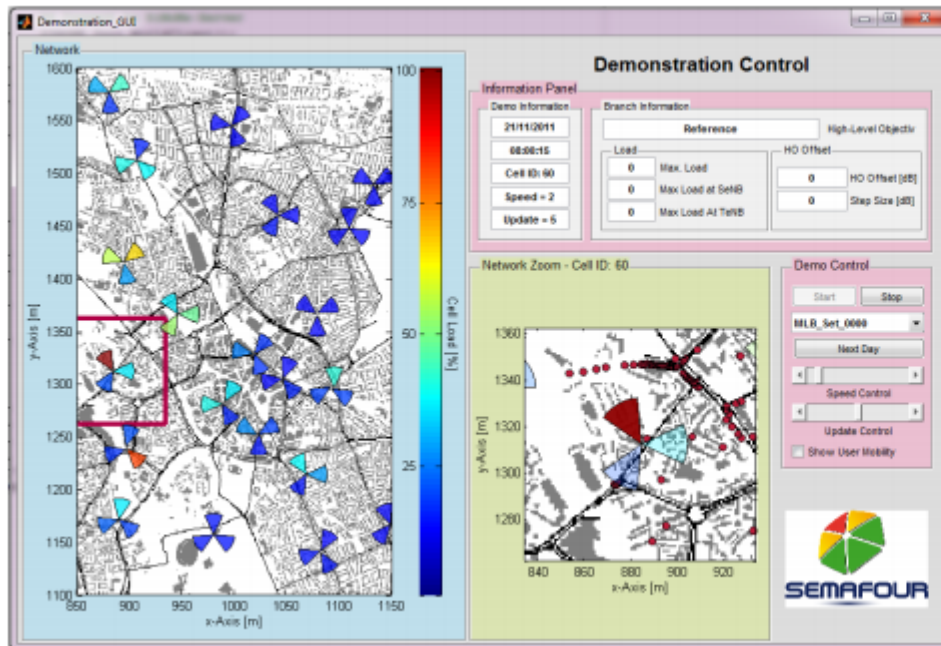 Demonstration_GUI
Network
1600
1550
1500
1450
1400
1350
1300
1250
1200
1150
1100
y-Axis [m]
850 900 950 1000 1050 1100 1150
x-Axis [m]
100
75
50
25
Cell Load [%]
Demonstration Control
Information Panel
Demo Information
21/11/2011
08:00:15
Cell ID: 60
Speed = 2
Update = 5
Branch Information
Reference High-Level Objectiv
Load
0 Max. Load
0 Max Load at SeNB
0 Max Load At TeNB
HO Offset
0 HO Offset [dB]
0 Step Size [dB]
Network Zoom - Cell ID: 60
1360
1340
1320
1300
1280
y-Axis [m]
840 860 880 900 920
x-Axis [m]
Demo Control
Start Stop
MLB_Set_0000
Next Day
Speed Control
Update Control
Show User Mobility
SEMAFOUR